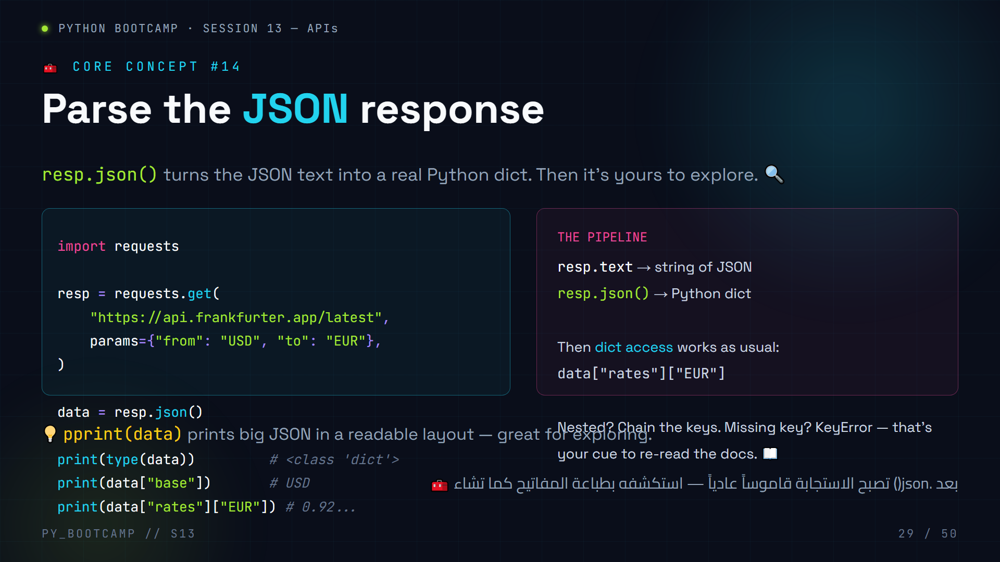 PYTHON BOOTCAMP · SESSION 13 — APIs
🧰 CORE CONCEPT #14
Parse the JSON response
resp.json() turns the JSON text into a real Python dict. Then it's yours to explore. 🔍
import requests
resp = requests.get(
    "https://api.frankfurter.app/latest",
    params={"from": "USD", "to": "EUR"},
)
data = resp.json()
print(type(data))         # <class 'dict'>
print(data["base"])       # USD
print(data["rates"]["EUR"]) # 0.92...
THE PIPELINE
resp.text → string of JSON
resp.json() → Python dict
Then dict access works as usual:
data["rates"]["EUR"]
Nested? Chain the keys. Missing key? KeyError — that's
your cue to re-read the docs. 📖
💡 pprint(data) prints big JSON in a readable layout — great for exploring.
بعد .json() تصبح الاستجابة قاموساً عادياً — استكشفه بطباعة المفاتيح كما تشاء 🧰
PY_BOOTCAMP // S13
29 / 50